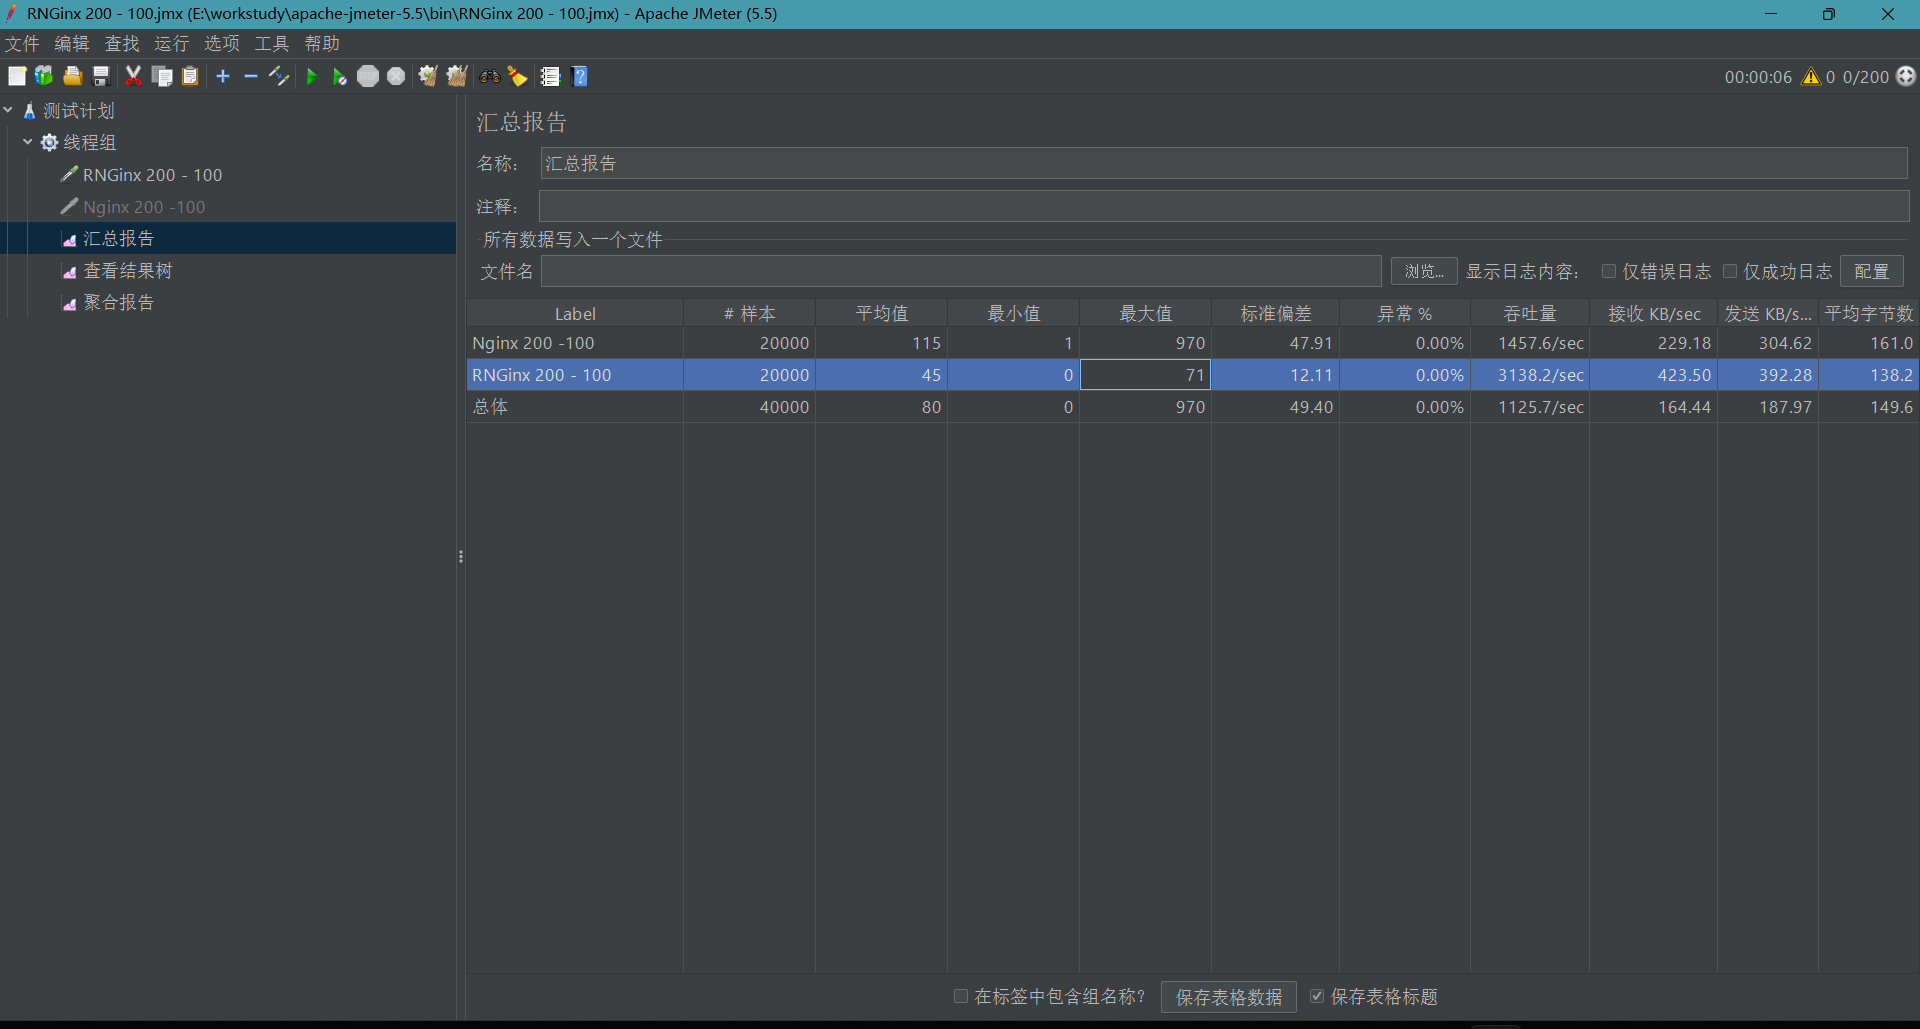 RNGinx 200 - 100.jmx (E:\workstudy\apache-jmeter-5.5\bin\RNGinx 200 - 100.jmx) - Apache JMeter (5.5)
文件 编辑 查找 运行 选项 工具 帮助
00:00:06 0 0/200
测试计划
线程组
RNGinx 200 - 100
Nginx 200 -100
汇总报告
查看结果树
聚合报告
汇总报告
名称： 汇总报告
注释：
所有数据写入一个文件
文件名 浏览... 显示日志内容： 仅错误日志 仅成功日志 配置
Label # 样本 平均值 最小值 最大值 标准偏差 异常 % 吞吐量 接收 KB/sec 发送 KB/s... 平均字节数
Nginx 200 -100 20000 115 1 970 47.91 0.00% 1457.6/sec 229.18 304.62 161.0
RNGinx 200 - 100 20000 45 0 71 12.11 0.00% 3138.2/sec 423.50 392.28 138.2
总体 40000 80 0 970 49.40 0.00% 1125.7/sec 164.44 187.97 149.6
在标签中包含组名称? 保存表格数据 保存表格标题